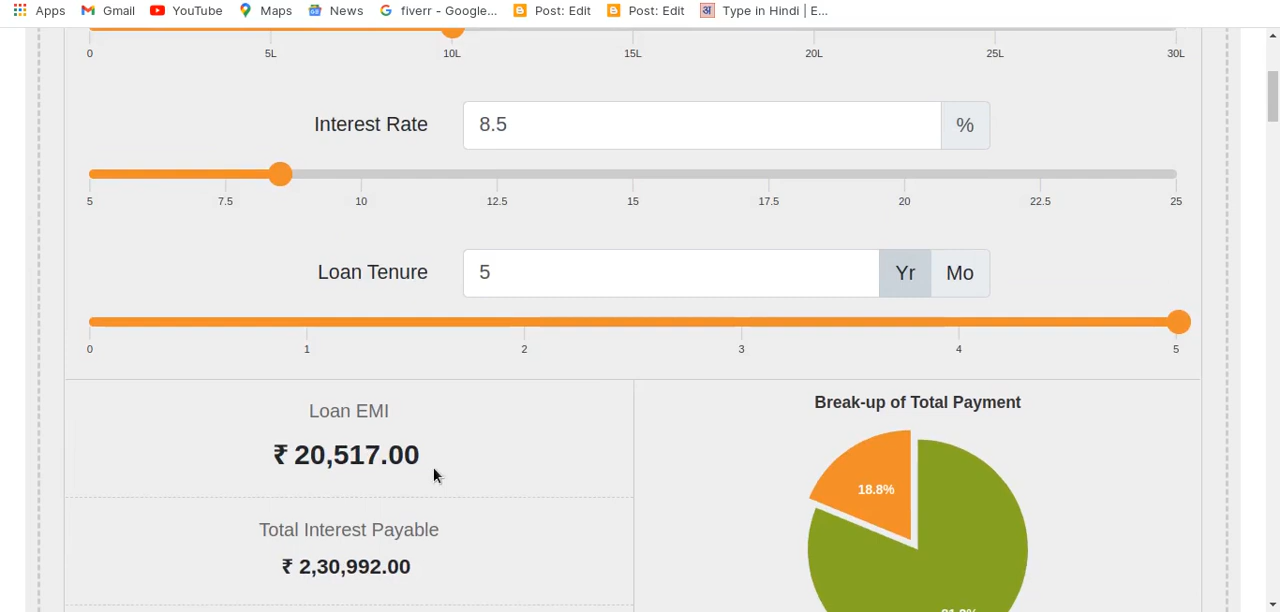 Apps Gmail YouTube Maps News fiverr - Google... Post: Edit Post: Edit अ Type in Hindi | E...
0 5L 10L 15L 20L 25L 30L
Interest Rate 8.5 %
5 7.5 10 12.5 15 17.5 20 22.5 25
Loan Tenure 5 Yr Mo
0 1 2 3 4 5
Loan EMI
₹ 20,517.00
Total Interest Payable
₹ 2,30,992.00
Break-up of Total Payment
18.8%